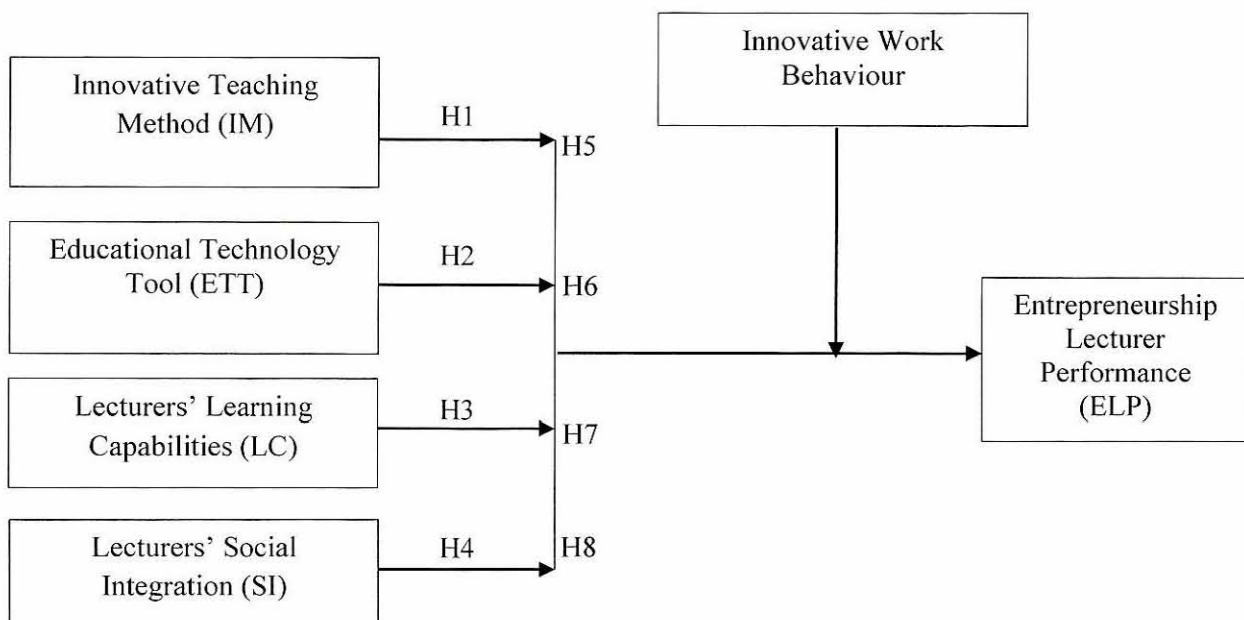 Innovative Teaching
Method (IM)
H1
H5
Innovative Work
Behaviour
Educational Technology
Tool (ETT)
H2
H6
Entrepreneurship
Lecturer
Performance
(ELP)
Lecturers’ Learning
Capabilities (LC)
H3
H7
Lecturers’ Social
Integration (SI)
H4
H8